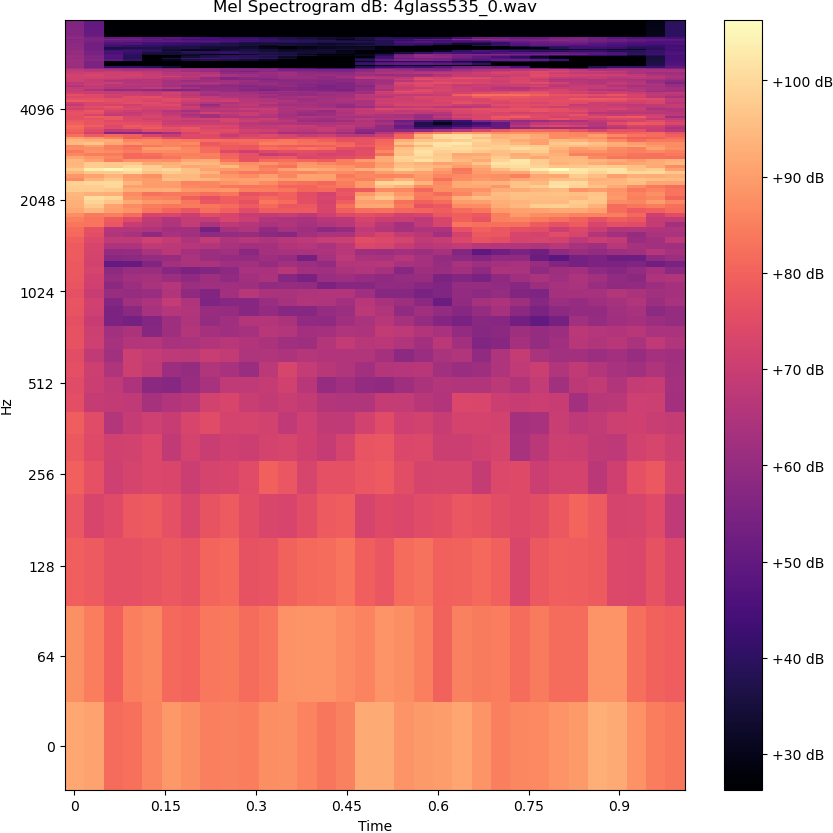 Mel Spectrogram dB: 4glass535_0.wav
4096
2048
1024
512
256
128
64
0
Hz
0
0.15
0.3
0.45
0.6
0.75
0.9
Time
+100 dB
+90 dB
+80 dB
+70 dB
+60 dB
+50 dB
+40 dB
+30 dB